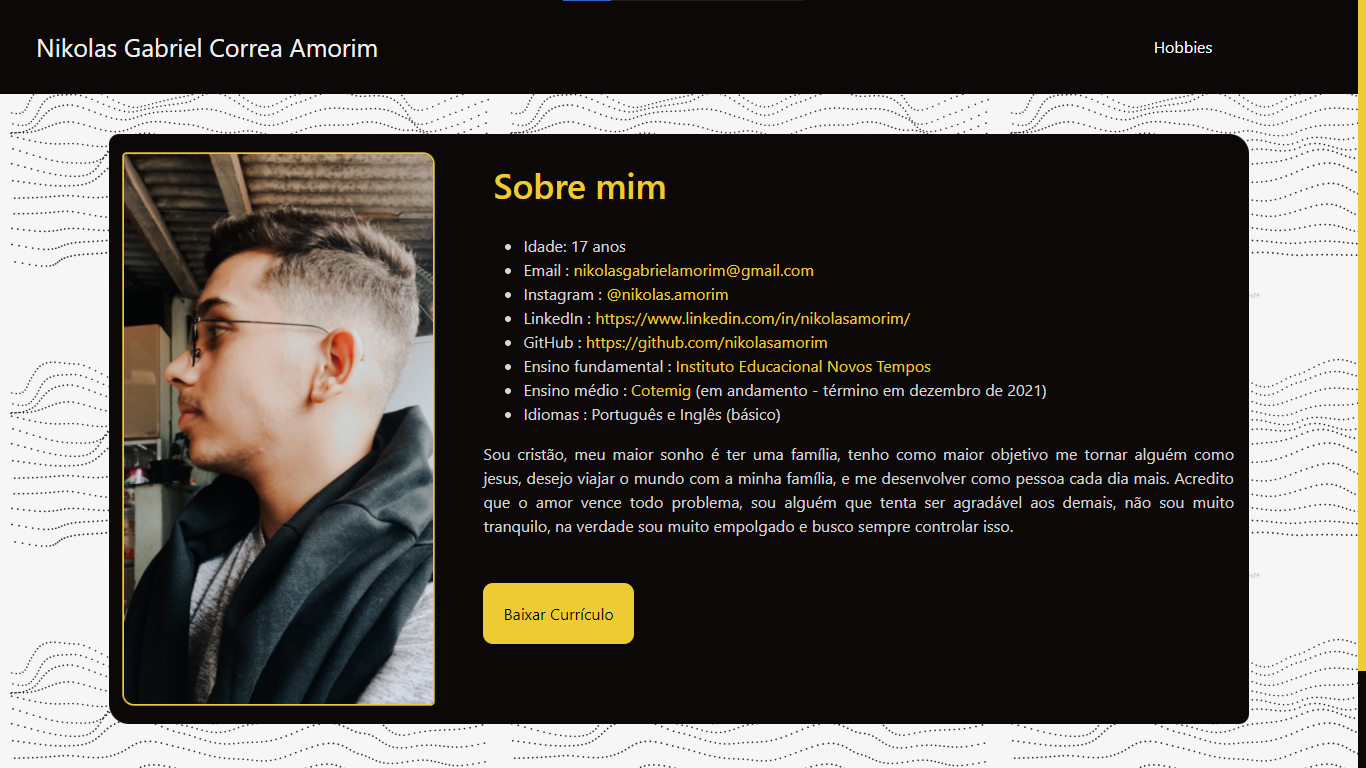 Nikolas Gabriel Correa Amorim
Hobbies
Sobre mim
Idade: 17 anos
Email : nikolasgabrielamorim@gmail.com
Instagram : @nikolas.amorim
LinkedIn : https://www.linkedin.com/in/nikolasamorim/
GitHub : https://github.com/nikolasamorim
Ensino fundamental : Instituto Educacional Novos Tempos
Ensino médio : Cotemig (em andamento - término em dezembro de 2021)
Idiomas : Português e Inglês (básico)
Sou cristão, meu maior sonho é ter uma família, tenho como maior objetivo me tornar alguém como
jesus, desejo viajar o mundo com a minha família, e me desenvolver como pessoa cada dia mais. Acredito
que o amor vence todo problema, sou alguém que tenta ser agradável aos demais, não sou muito
tranquilo, na verdade sou muito empolgado e busco sempre controlar isso.
Baixar Currículo